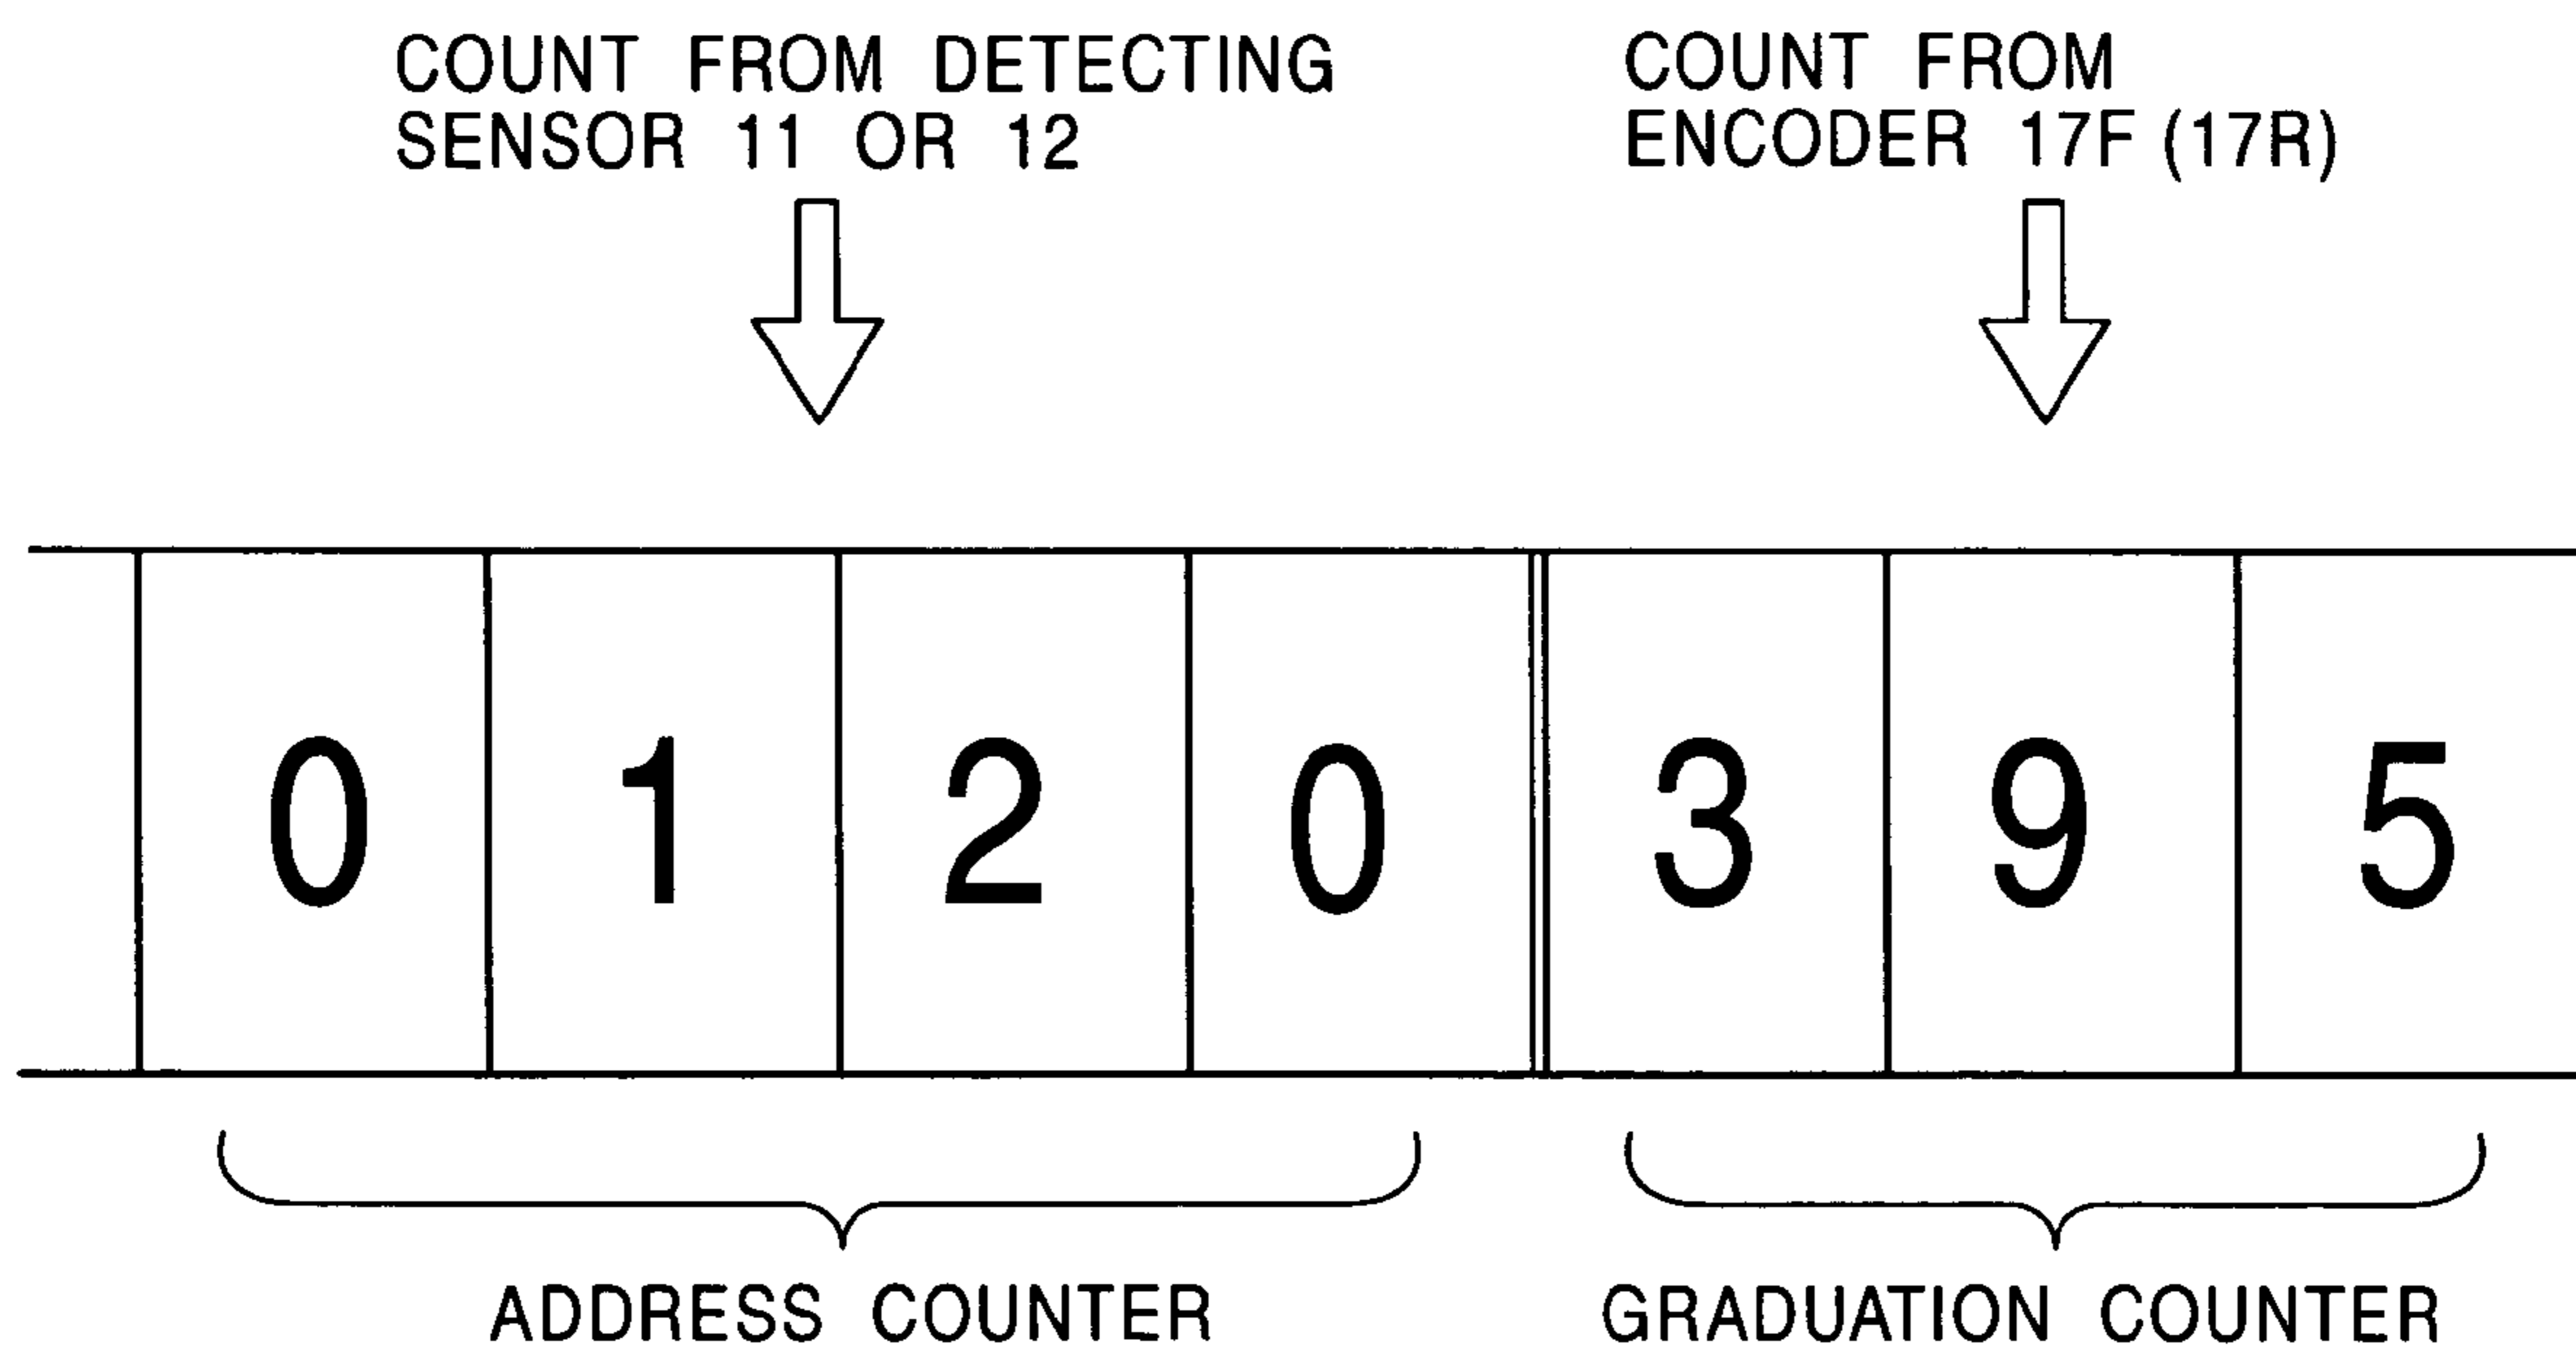 COUNT FROM DETECTING
SENSOR 11 OR 12
COUNT FROM
ENCODER 17F (17R)
0 1 2 0 3 9 5
ADDRESS COUNTER
GRADUATION COUNTER